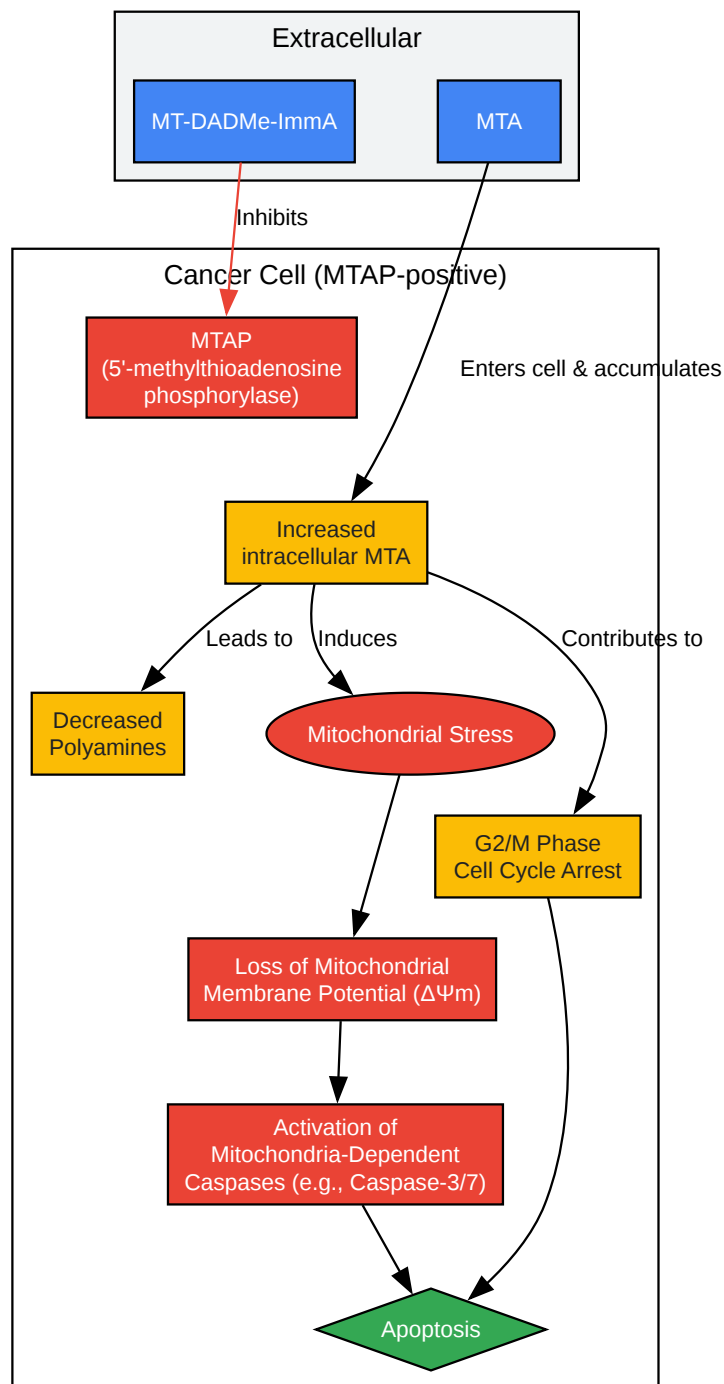 Extracellular
MT-DADMe-ImmA
MTA
Inhibits
Cancer Cell (MTAP-positive)
MTAP
(5'-methylthioadenosine
phosphorylase)
Enters cell & accumulates
Increased
intracellular MTA
Leads to
Induces
Contributes to
Decreased
Polyamines
Mitochondrial Stress
G2/M Phase
Cell Cycle Arrest
Loss of Mitochondrial
Membrane Potential (ΔΨm)
Activation of
Mitochondria-Dependent
Caspases (e.g., Caspase-3/7)
Apoptosis